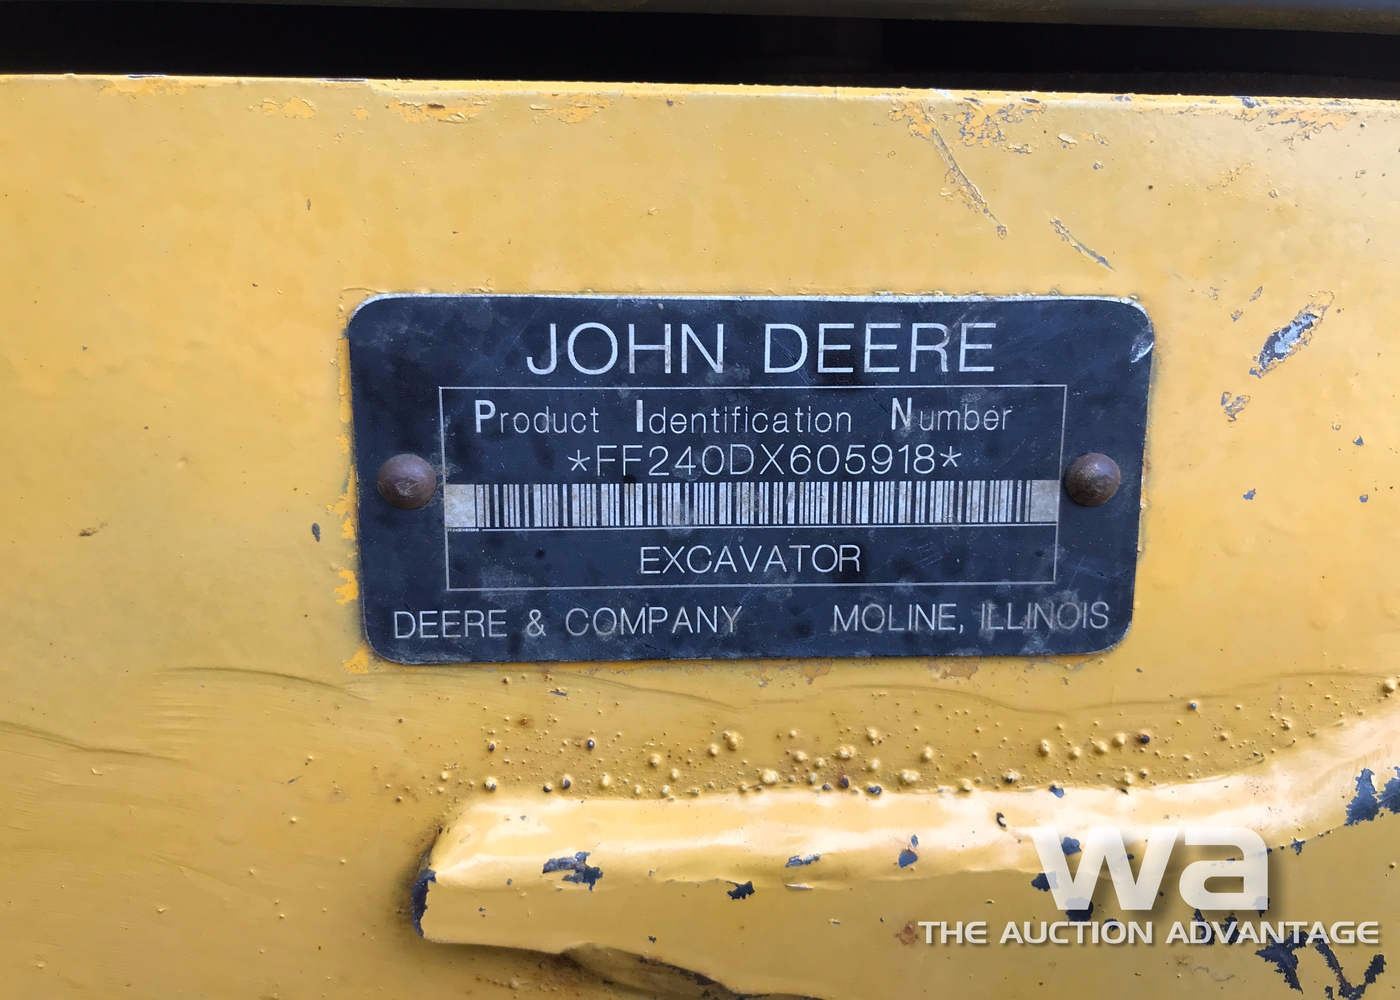 JOHN DEERE
Product Identification Number
*FF240DX605918*
EXCAVATOR
DEERE & COMPANY MOLINE, ILLINOIS
wa
THE AUCTION ADVANTAGE